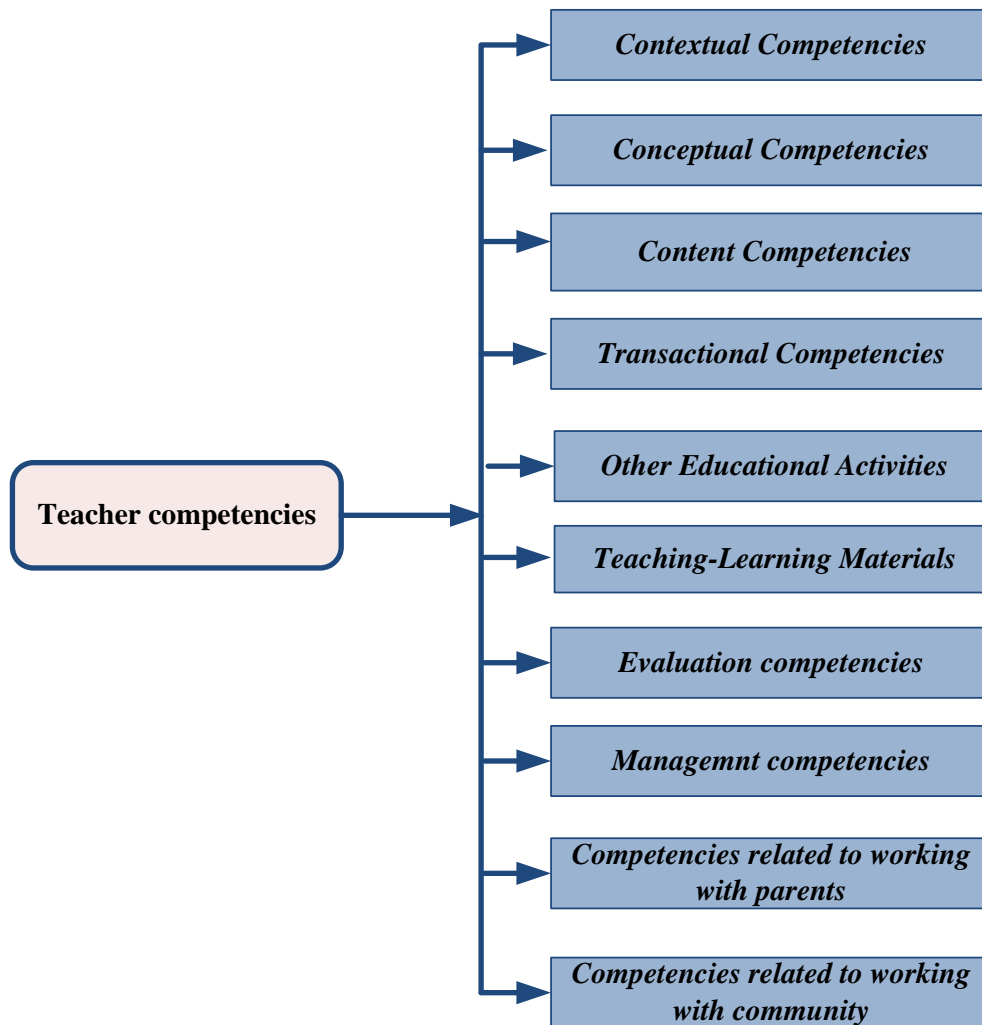 Contextual Competencies
Conceptual Competencies
Content Competencies
Transactional Competencies
Other Educational Activities
Teacher competencies
Teaching-Learning Materials
Evaluation competencies
Managemnt competencies
Competencies related to working
with parents
Competencies related to working
with community